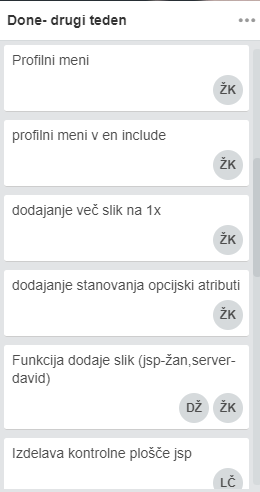 Done- drugi teden
Profilni meni
ŽK
profilni meni v en include
ŽK
dodajanje več slik na 1x
ŽK
dodajanje stanovanja opcijski atributi
ŽK
Funkcija dodaje slik (jsp-žan,server-
david)
DŽ ŽK
Izdelava kontrolne plošče jsp
LČ